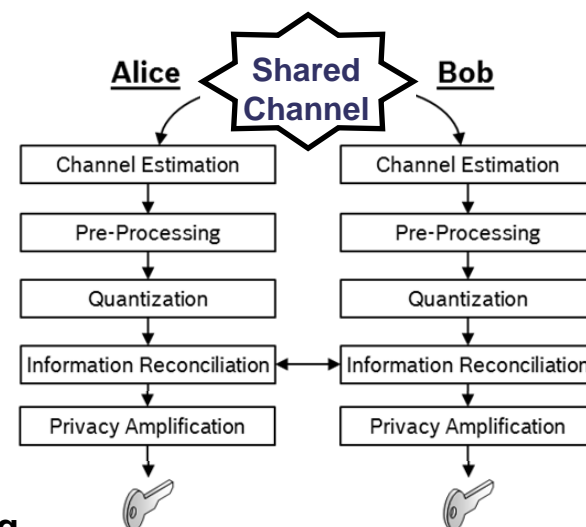 Alice
Shared
Channel
Bob
Channel Estimation
Channel Estimation
Pre-Processing
Pre-Processing
Quantization
Quantization
Information Reconciliation
Information Reconciliation
Privacy Amplification
Privacy Amplification